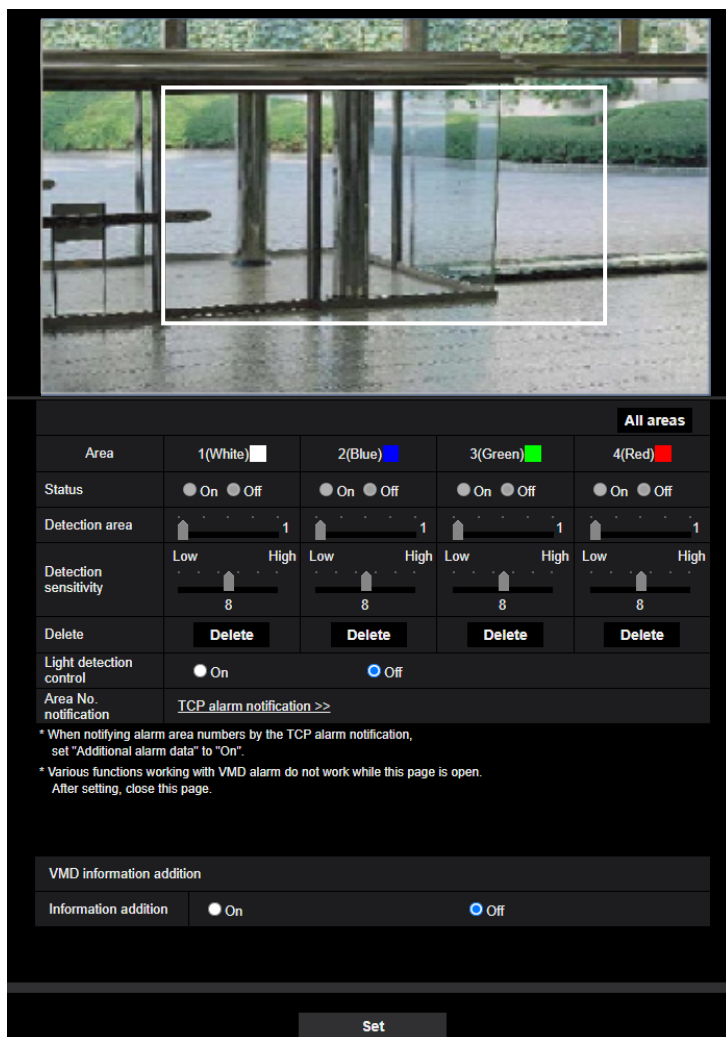 All areas
Area 1(White) 2(Blue) 3(Green) 4(Red)
Status On Off On Off On Off On Off
Detection area 1 1 1 1
Detection
sensitivity
Low High Low High Low High Low High
8 8 8 8
Delete Delete Delete Delete Delete
Light detection
control
On Off
Area No.
notification
TCP alarm notification >>
* When notifying alarm area numbers by the TCP alarm notification,
set "Additional alarm data" to "On".
* Various functions working with VMD alarm do not work while this page is open.
After setting, close this page.
VMD information addition
Information addition On Off
Set